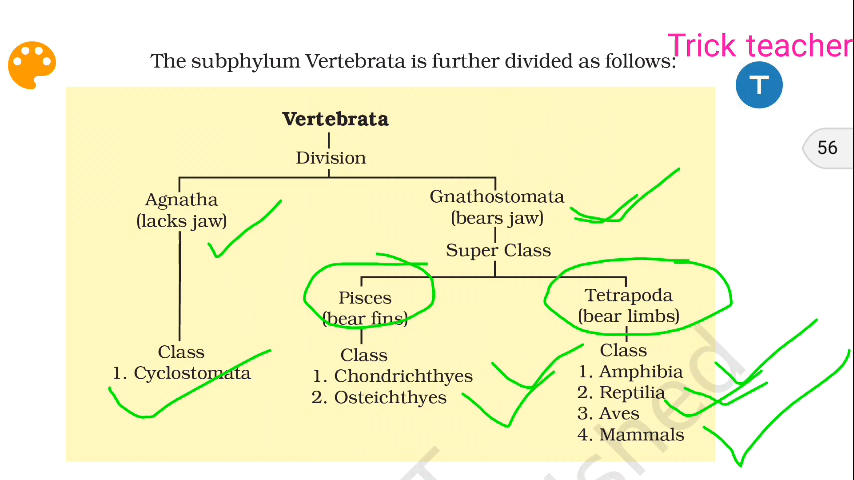 Trick teacher
The subphylum Vertebrata is further divided as follows:
T
56
Vertebrata
Division
Agnatha
(lacks jaw)
Gnathostomata
(bears jaw)
Super Class
Pisces
(bear fins)
Tetrapoda
(bear limbs)
Class
1. Cyclostomata
Class
1. Chondrichthyes
2. Osteichthyes
Class
1. Amphibia
2. Reptilia
3. Aves
4. Mammals